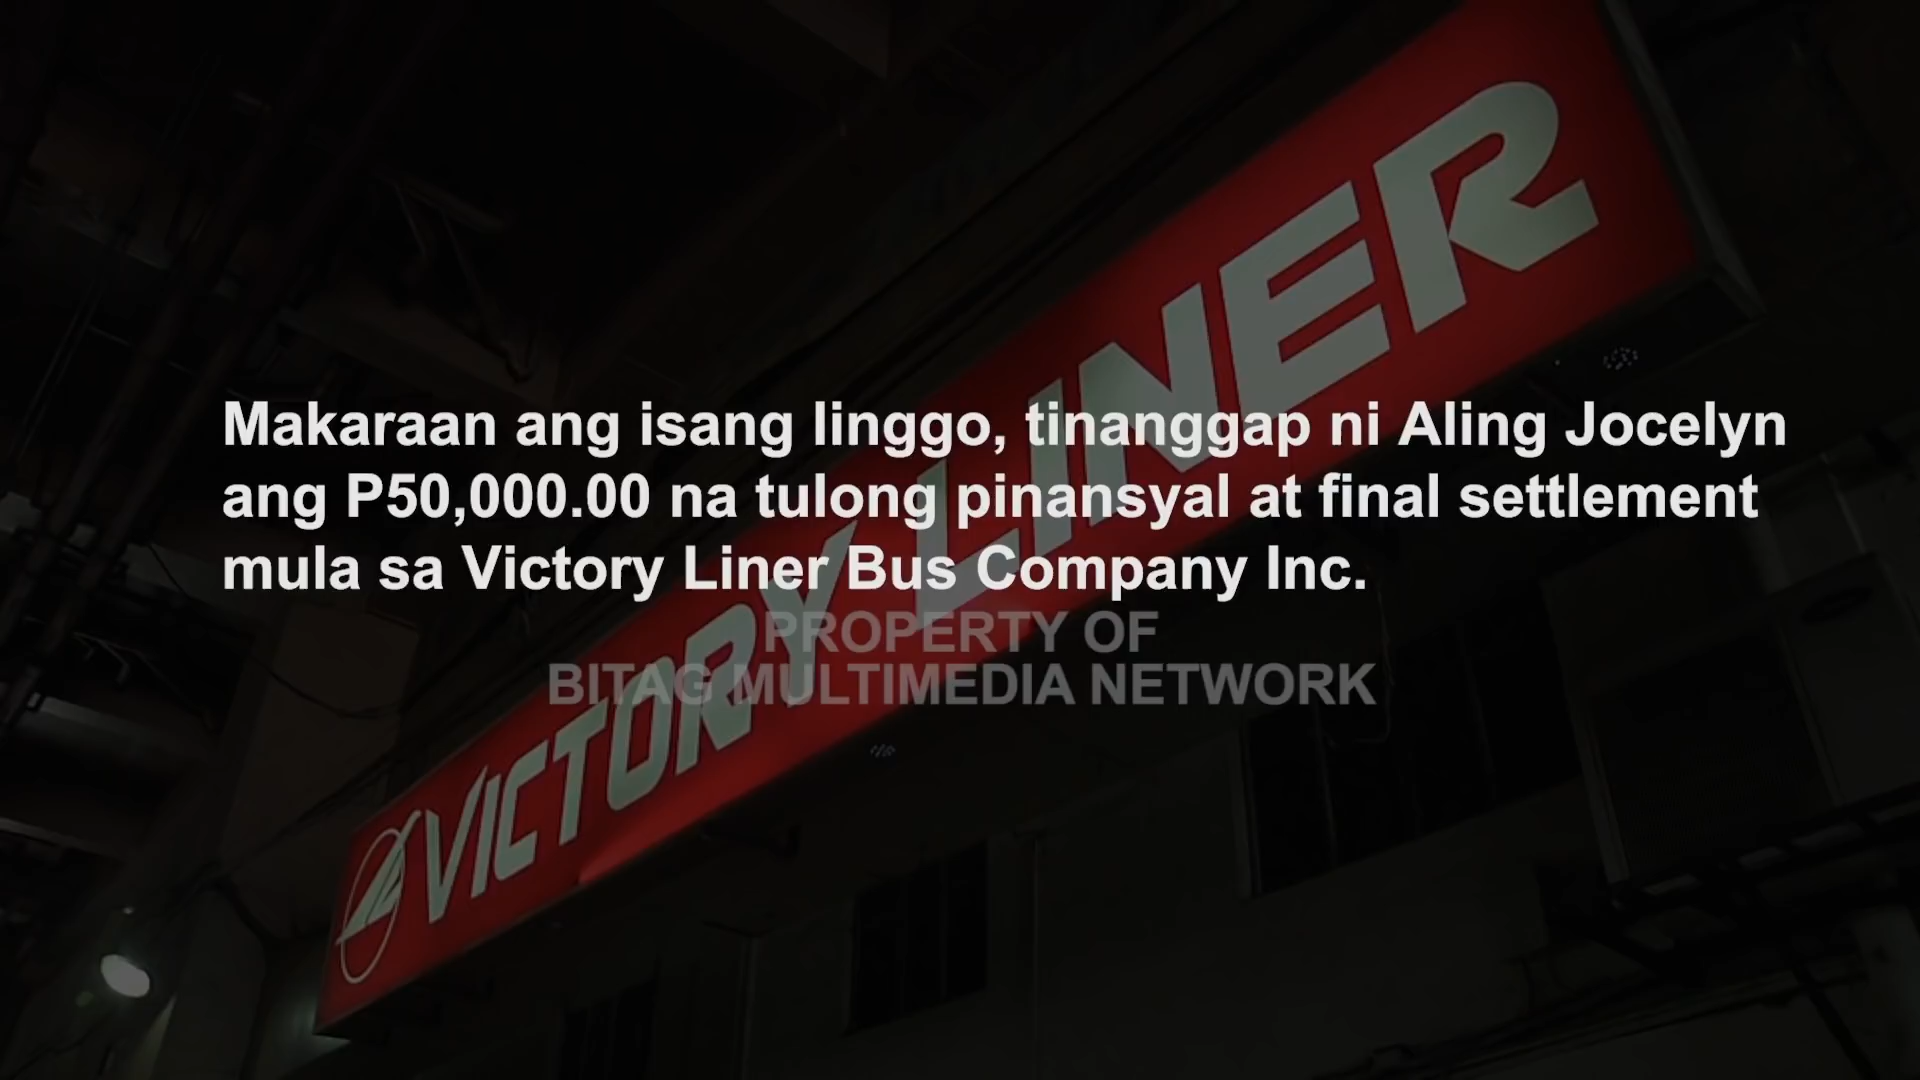 Makaraan ang isang linggo, tinanggap ni Aling Jocelyn
ang P50,000.00 na tulong pinansyal at final settlement
mula sa Victory Liner Bus Company Inc.
PROPERTY OF
BITAG MULTIMEDIA NETWORK
VICTORY LINER